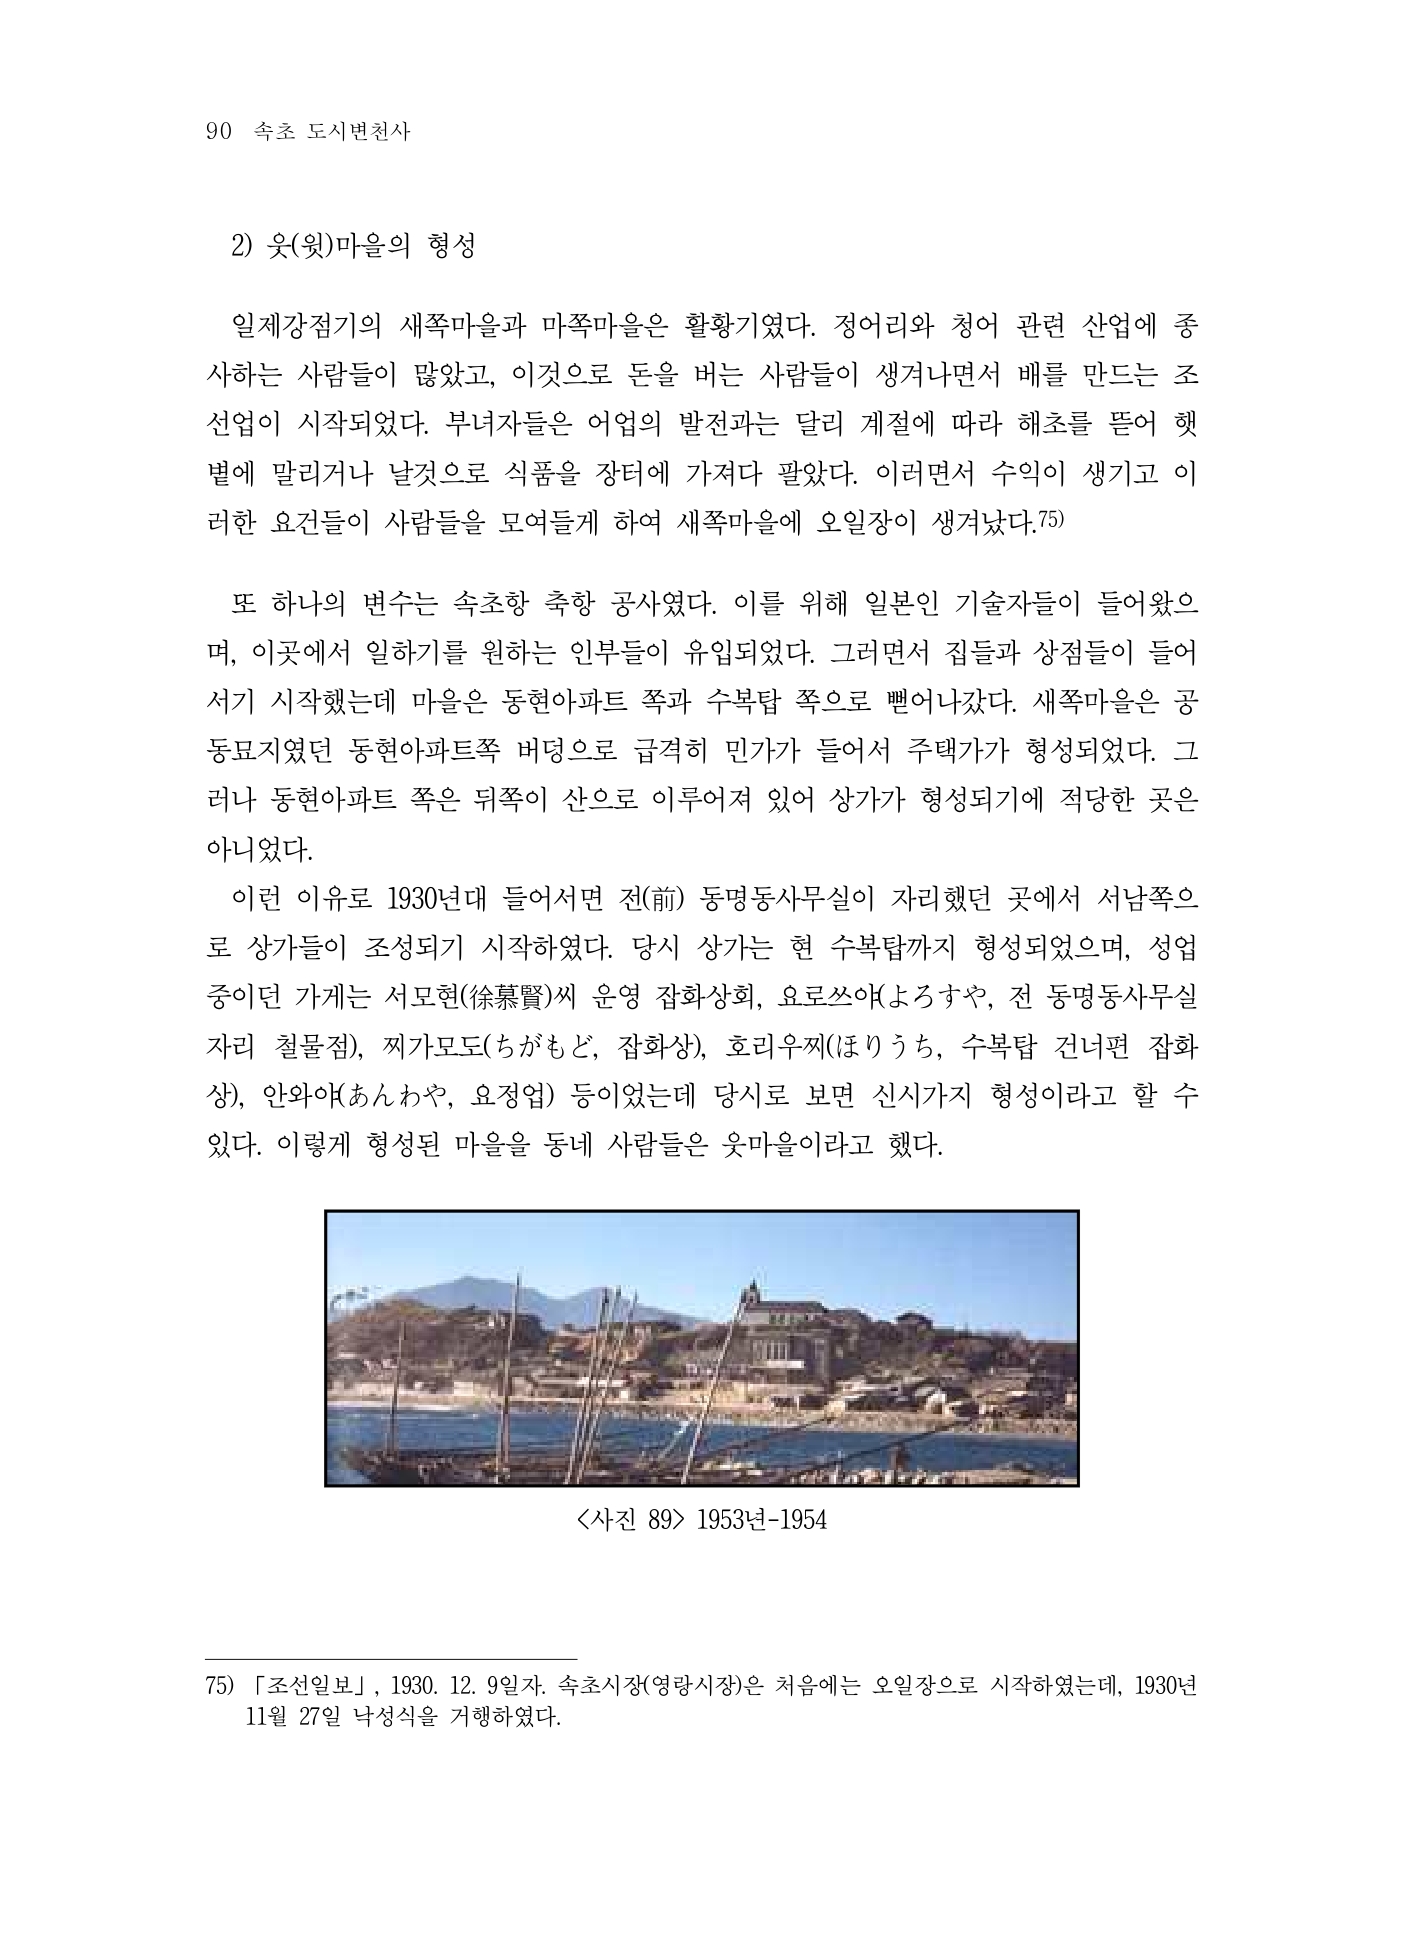 90 속초 도시변천사
2) 웃(윗)마을의 형성
일제강점기의 새쪽마을과 마쪽마을은 활황기였다. 정어리와 청어 관련 산업에 종
사하는 사람들이 많았고, 이것으로 돈을 버는 사람들이 생겨나면서 배를 만드는 조
선업이 시작되었다. 부녀자들은 어업의 발전과는 달리 계절에 따라 해초를 뜯어 햇
볕에 말리거나 날것으로 식품을 장터에 가져다 팔았다. 이러면서 수익이 생기고 이
러한 요건들이 사람들을 모여들게 하여 새쪽마을에 오일장이 생겨났다.75)
또 하나의 변수는 속초항 축항 공사였다. 이를 위해 일본인 기술자들이 들어왔으
며, 이곳에서 일하기를 원하는 인부들이 유입되었다. 그러면서 집들과 상점들이 들어
서기 시작했는데 마을은 동현아파트 쪽과 수복탑 쪽으로 뻗어나갔다. 새쪽마을은 공
동묘지였던 동현아파트쪽 버덩으로 급격히 민가가 들어서 주택가가 형성되었다. 그
러나 동현아파트 쪽은 뒤쪽이 산으로 이루어져 있어 상가가 형성되기에 적당한 곳은
아니었다.
이런 이유로 1930년대 들어서면 전(前) 동명동사무실이 자리했던 곳에서 서남쪽으
로 상가들이 조성되기 시작하였다. 당시 상가는 현 수복탑까지 형성되었으며, 성업
중이던 가게는 서모현(徐慕賢)씨 운영 잡화상회, 요로쓰야(よろすや, 전 동명동사무실
자리 철물점), 찌가모도(ちがもど, 잡화상), 호리우찌(ほりうち, 수복탑 건너편 잡화
상), 안와야(あんわや, 요정업) 등이었는데 당시로 보면 신시가지 형성이라고 할 수
있다. 이렇게 형성된 마을을 동네 사람들은 웃마을이라고 했다.
<사진 89> 1953년-1954
75) 「조선일보」, 1930. 12. 9일자. 속초시장(영랑시장)은 처음에는 오일장으로 시작하였는데, 1930년
11월 27일 낙성식을 거행하였다.